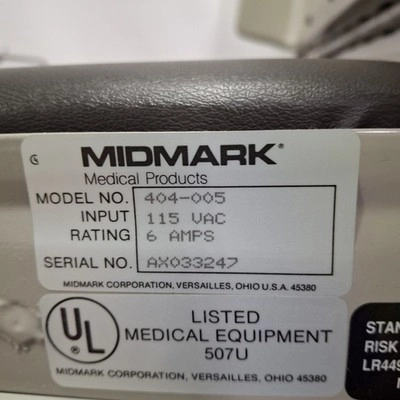 MIDMARK®
Medical Products
MODEL NO. 404-005
INPUT 115 VAC
RATING 6 AMPS
SERIAL NO. AX033247
MIDMARK CORPORATION, VERSAILLES, OHIO U.S.A. 45380
UL
LISTED
MEDICAL EQUIPMENT
507U
MIDMARK CORPORATION, VERSAILLES, OHIO 45380
STAN
RISK
LR449